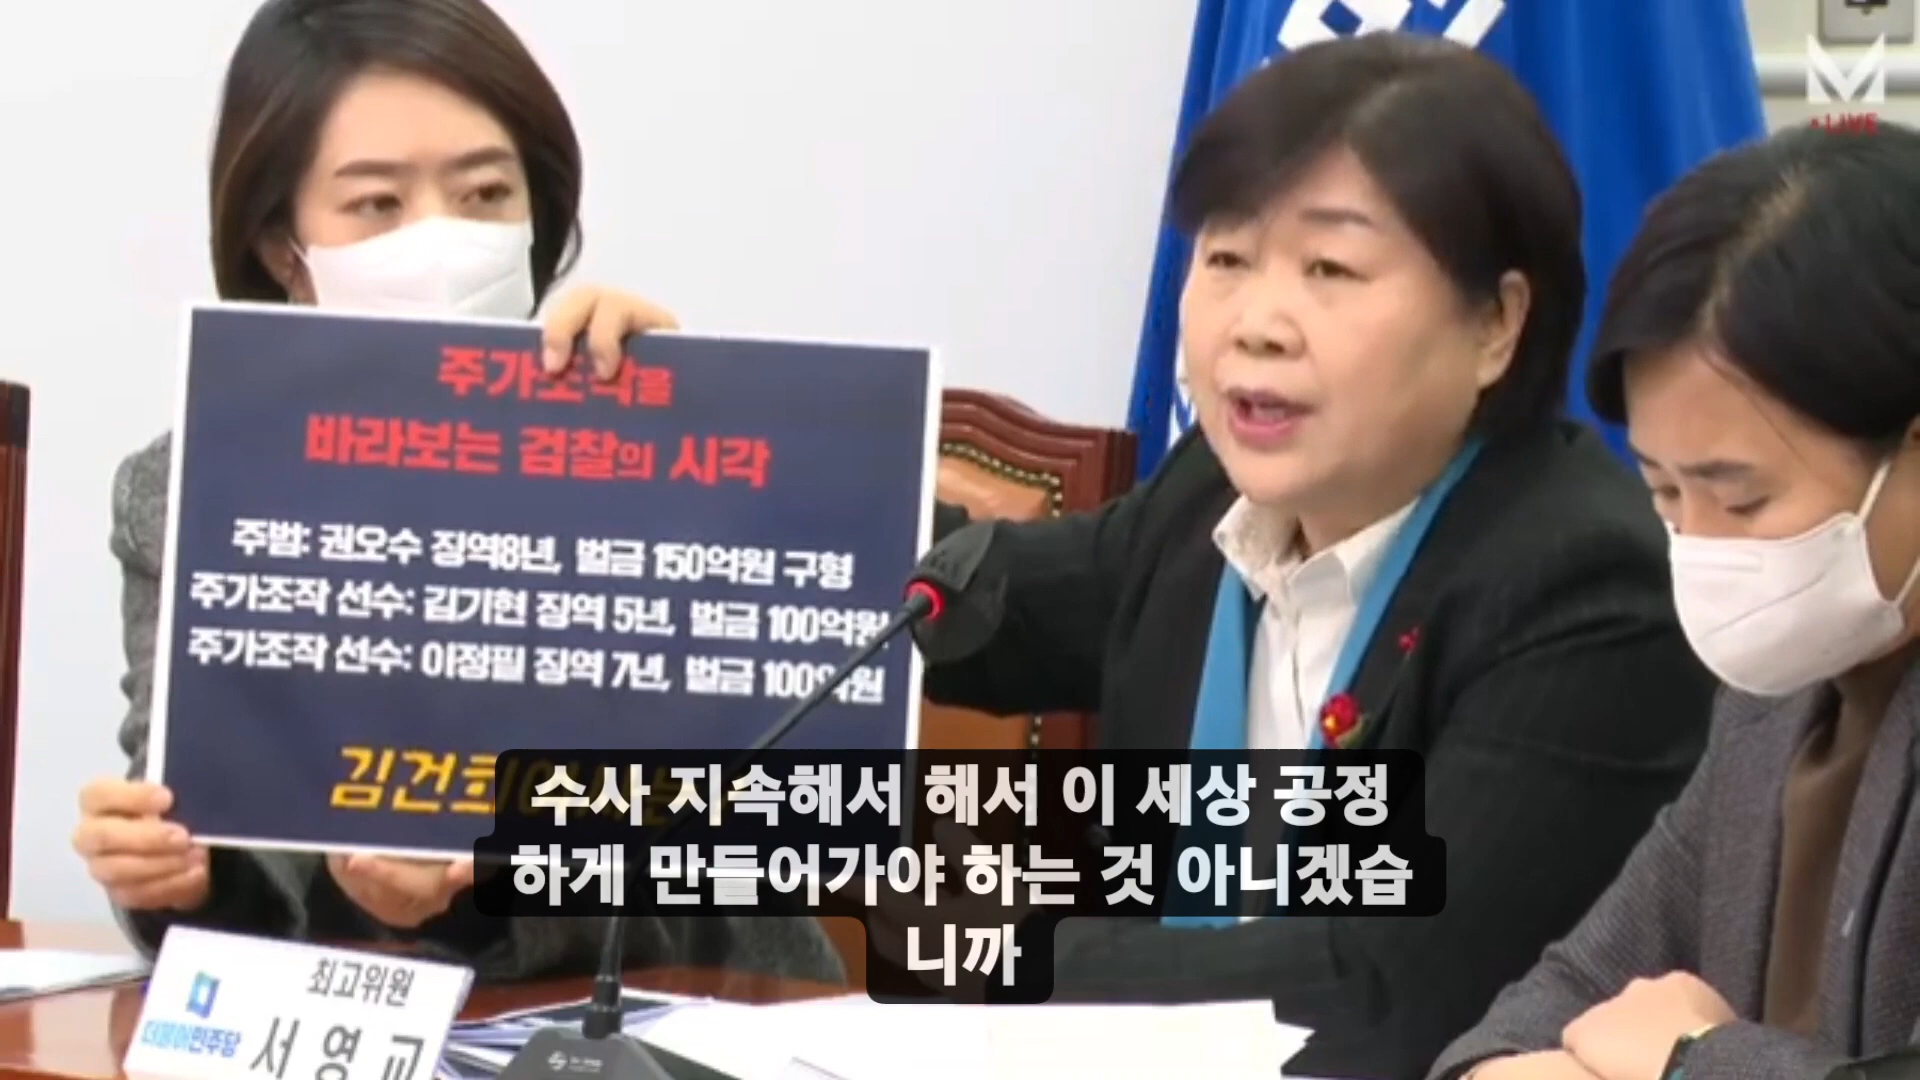 LIVE
주가조작을
바라보는 검찰의 시각
주범: 권오수 징역8년, 벌금 150억원 구형
주가조작 선수: 김기현 징역 5년, 벌금 100억원
주가조작 선수: 이정필 징역 7년, 벌금 100억원
김건희
수사 지속해서 해서 이 세상 공정
하게 만들어가야 하는 것 아니겠습
니까
최고위원
더불어민주당
서영교